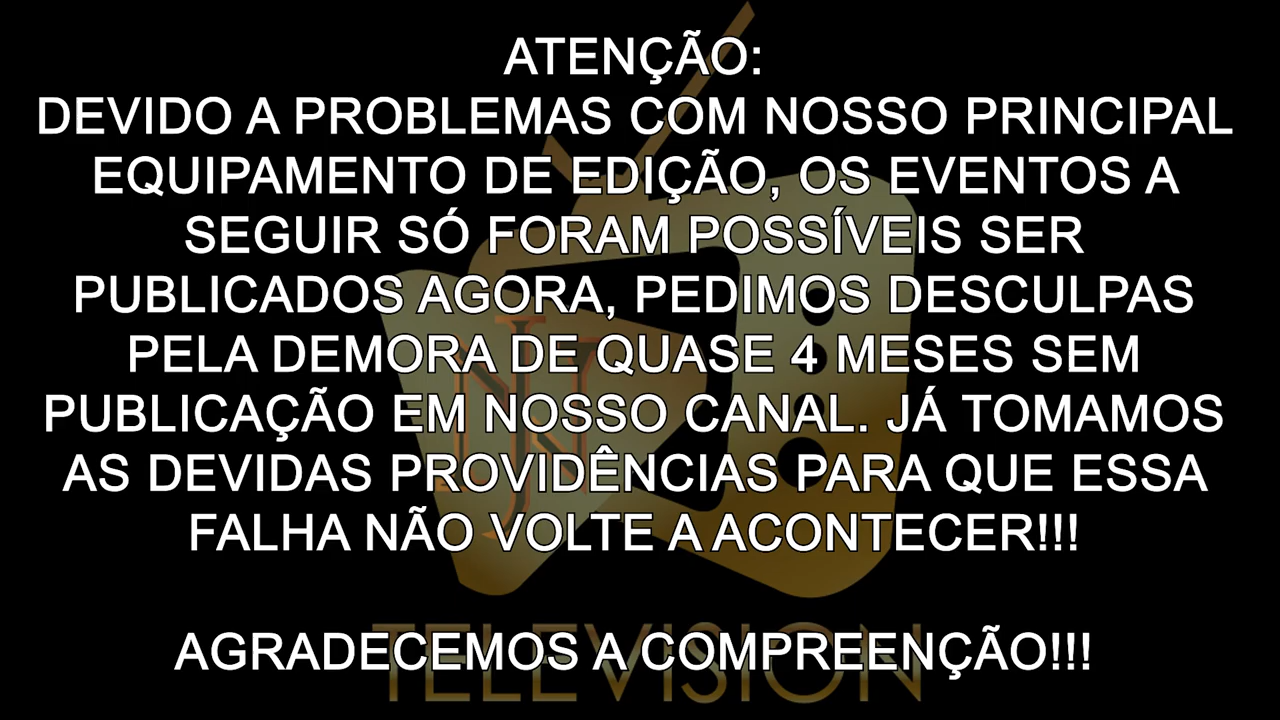 ATENÇÃO:
DEVIDO A PROBLEMAS COM NOSSO PRINCIPAL
EQUIPAMENTO DE EDIÇÃO, OS EVENTOS A
SEGUIR SÓ FORAM POSSÍVEIS SER
PUBLICADOS AGORA, PEDIMOS DESCULPAS
PELA DEMORA DE QUASE 4 MESES SEM
PUBLICAÇÃO EM NOSSO CANAL. JÁ TOMAMOS
AS DEVIDAS PROVIDÊNCIAS PARA QUE ESSA
FALHA NÃO VOLTE A ACONTECER!!!
AGRADECEMOS A COMPREENÇÃO!!!
TELEVISION